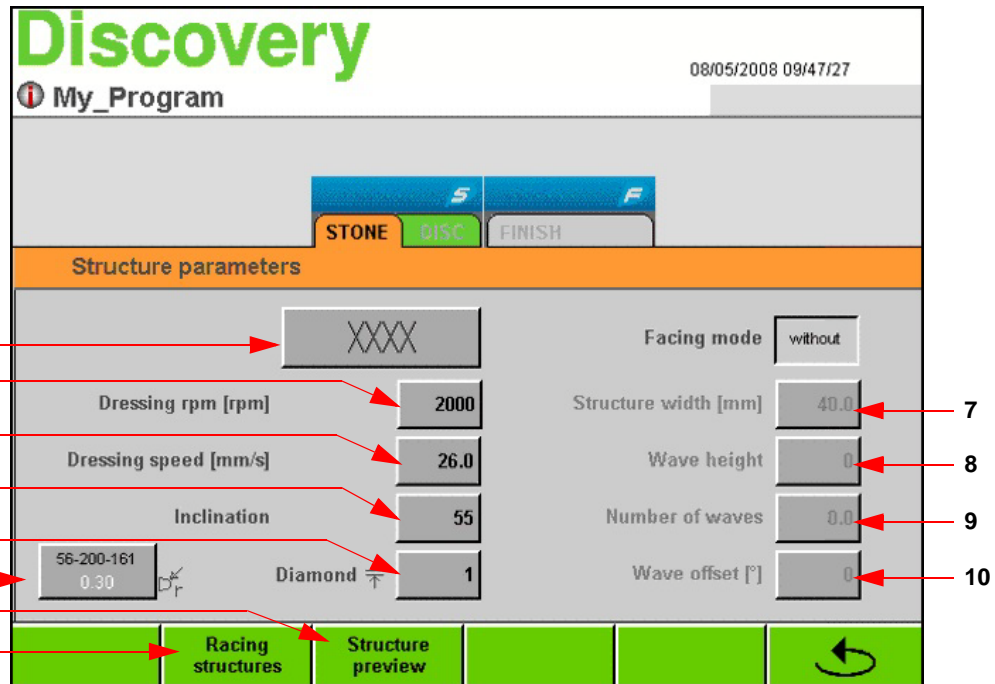 Discovery
08/05/2008 09/47/27
My_Program
S
F
STONE
DISC
FINISH
Structure parameters
XXXX
Facing mode
without
Dressing rpm [rpm]
2000
Structure width [mm]
40.0
7
Dressing speed [mm/s]
26.0
Wave height
0
8
Inclination
55
Number of waves
0.0
9
56-200-161
0.30
r
Diamond
1
Wave offset [°]
0
10
Racing
structures
Structure
preview